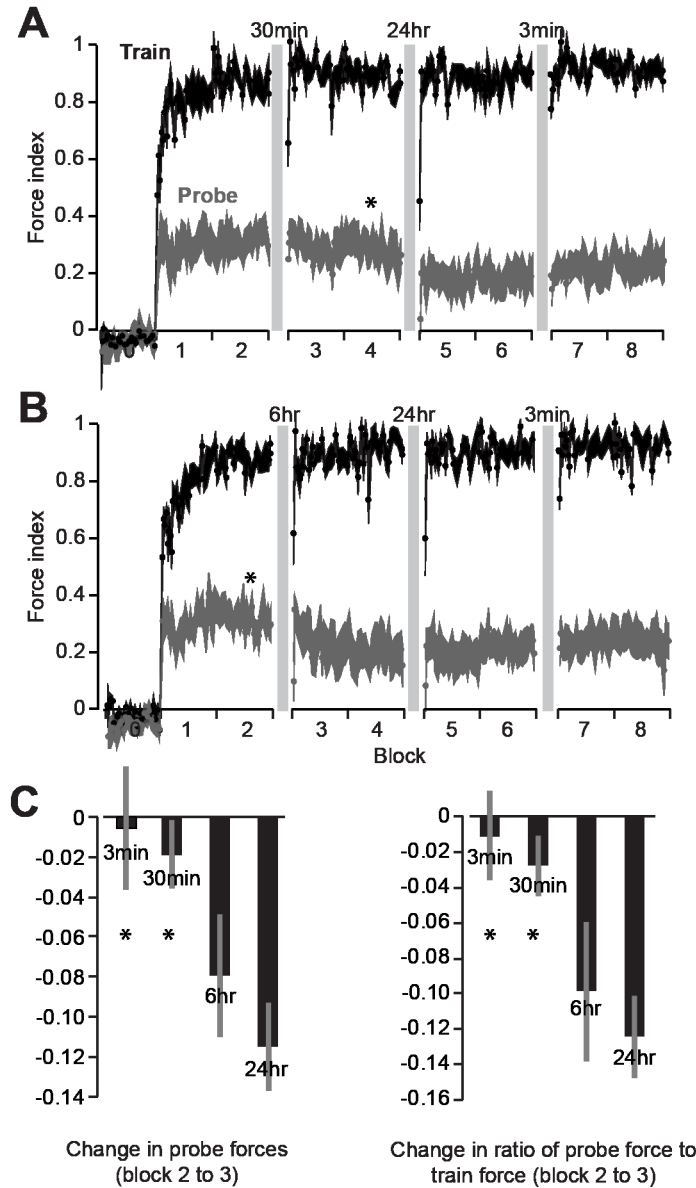 A
30min 24hr 3min
Train
1
0.8
0.6
0.4
0.2
0
Force index
Probe
*
0 1 2 3 4 5 6 7 8
B
6hr 24hr 3min
1
0.8
0.6
0.4
0.2
0
Force index
*
0 1 2 3 4 5 6 7 8
Block
C
0
-0.02
-0.04
-0.06
-0.08
-0.10
-0.12
-0.14
3min
30min
* *
6hr
24hr
Change in probe forces
(block 2 to 3)
0
-0.02
-0.04
-0.06
-0.08
-0.10
-0.12
-0.14
-0.16
3min
30min
* *
6hr
24hr
Change in ratio of probe force to
train force (block 2 to 3)